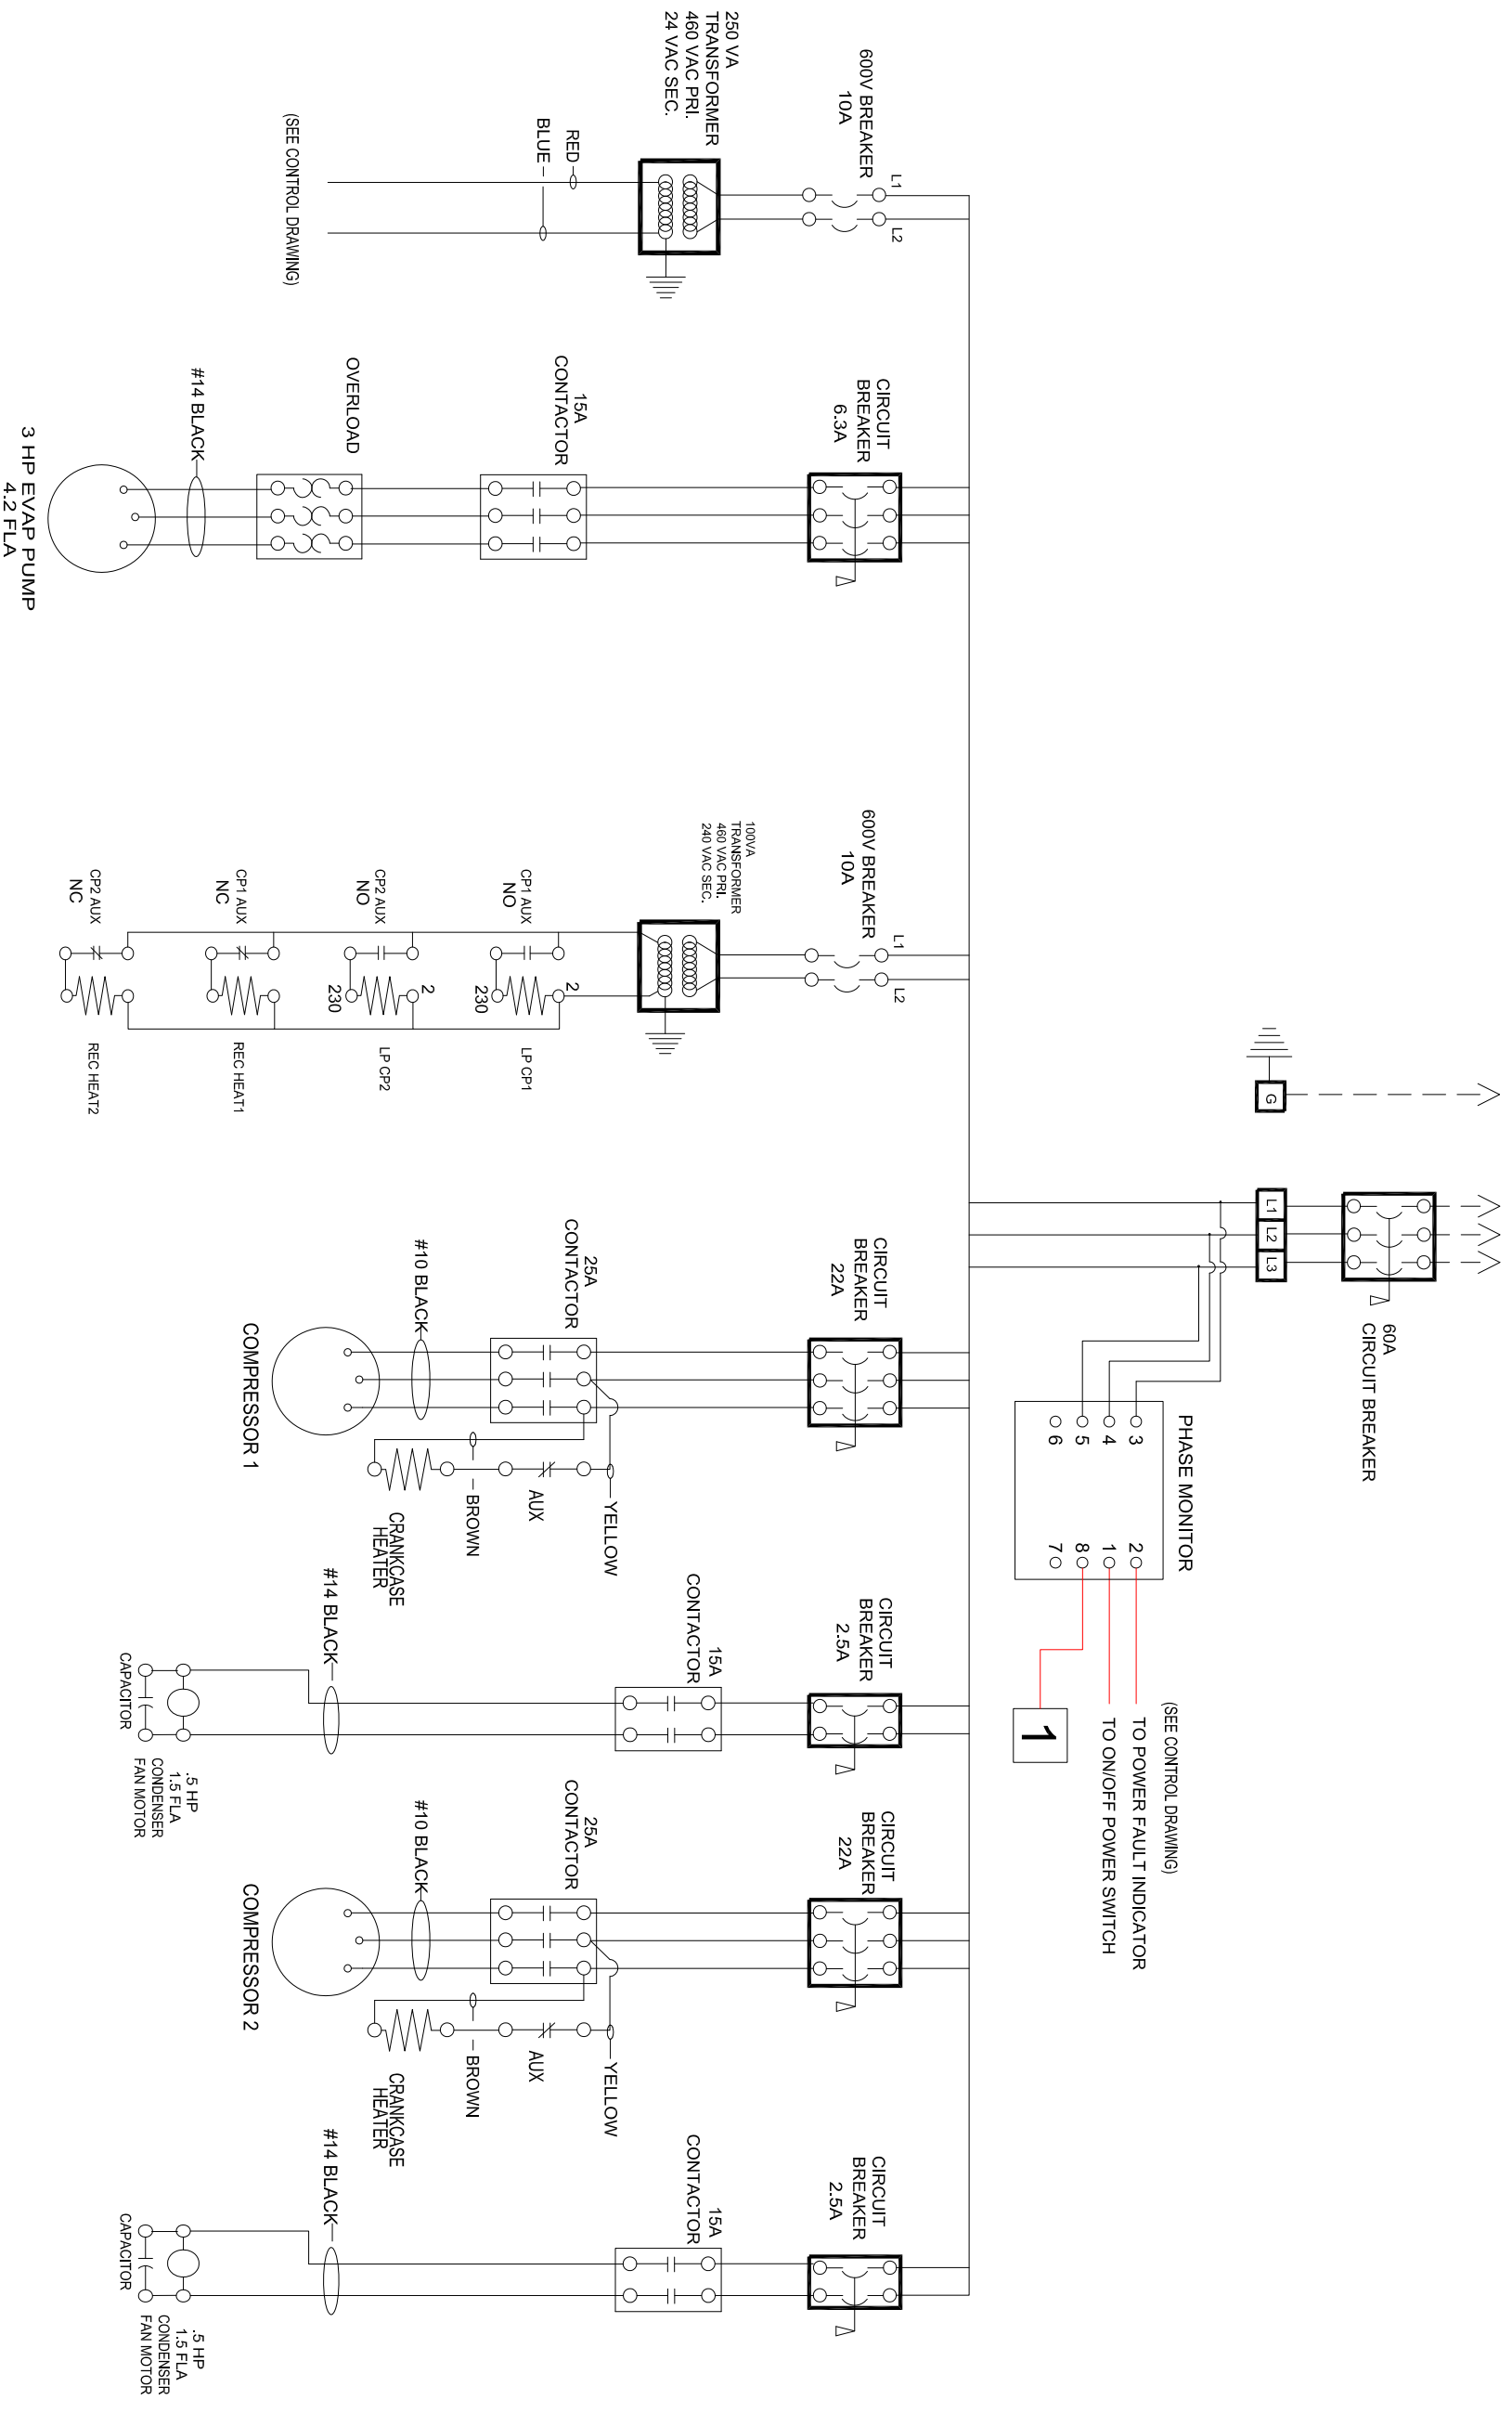 G
L1
L2
L3
60A
CIRCUIT BREAKER
PHASE MONITOR
3
4
5
6
2
1
8
7
(SEE CONTROL DRAWING)
TO POWER FAULT INDICATOR
TO ON/OFF POWER SWITCH
1
600V BREAKER
10A
L1
L2
250 VA
TRANSFORMER
460 VAC PRI.
24 VAC SEC.
RED
BLUE
(SEE CONTROL DRAWING)
CIRCUIT
BREAKER
6.3A
15A
CONTACTOR
OVERLOAD
#14 BLACK
3 HP EVAP PUMP
4.2 FLA
600V BREAKER
10A
L1
L2
100VA
TRANSFORMER
460 VAC PRI.
240 VAC SEC.
CP1 AUX
NO
2
230
LP CP1
CP2 AUX
NO
2
230
LP CP2
CP1 AUX
NC
REC HEAT1
CP2 AUX
NC
REC HEAT2
CIRCUIT
BREAKER
22A
25A
CONTACTOR
YELLOW
AUX
BROWN
CRANKCASE
HEATER
#10 BLACK
COMPRESSOR 1
CIRCUIT
BREAKER
2.5A
15A
CONTACTOR
#14 BLACK
CAPACITOR
.5 HP
1.5 FLA
CONDENSER
FAN MOTOR
CIRCUIT
BREAKER
22A
25A
CONTACTOR
YELLOW
AUX
BROWN
CRANKCASE
HEATER
#10 BLACK
COMPRESSOR 2
CIRCUIT
BREAKER
2.5A
15A
CONTACTOR
#14 BLACK
CAPACITOR
.5 HP
1.5 FLA
CONDENSER
FAN MOTOR